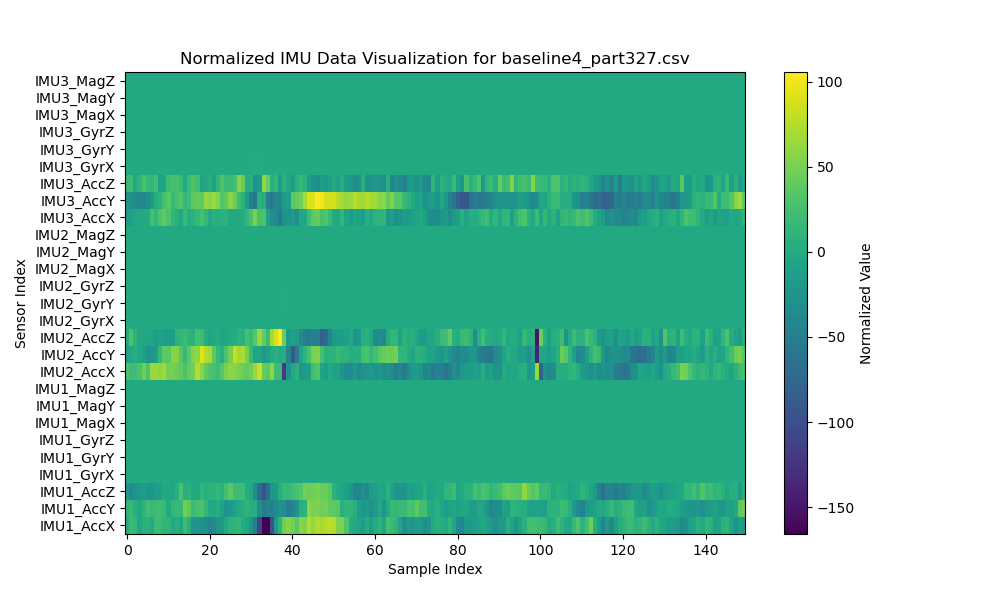 Normalized IMU Data Visualization for baseline4_part327.csv
IMU3_MagZ
IMU3_MagY
IMU3_MagX
IMU3_GyrZ
IMU3_GyrY
IMU3_GyrX
IMU3_AccZ
IMU3_AccY
IMU3_AccX
IMU2_MagZ
IMU2_MagY
IMU2_MagX
IMU2_GyrZ
IMU2_GyrY
IMU2_GyrX
IMU2_AccZ
IMU2_AccY
IMU2_AccX
IMU1_MagZ
IMU1_MagY
IMU1_MagX
IMU1_GyrZ
IMU1_GyrY
IMU1_GyrX
IMU1_AccZ
IMU1_AccY
IMU1_AccX
Sensor Index
0 20 40 60 80 100 120 140
Sample Index
100
50
0
−50
−100
−150
Normalized Value